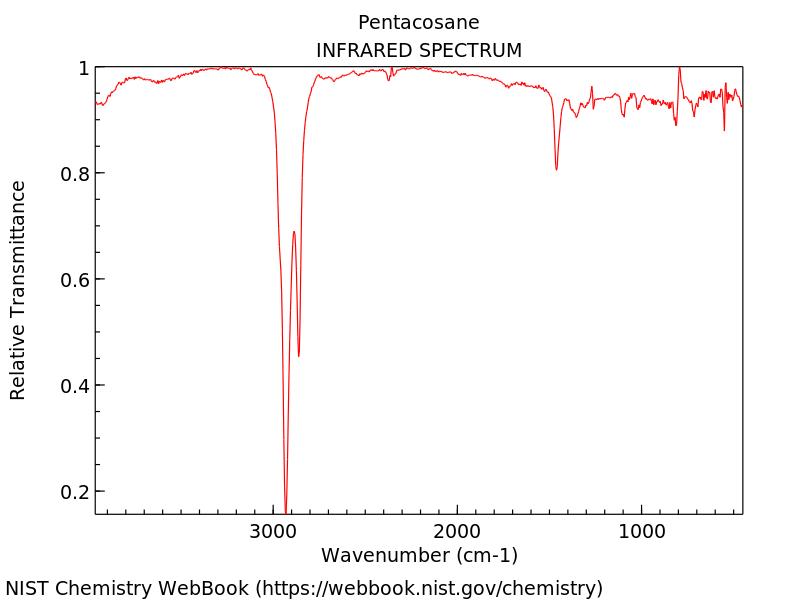 Pentacosane
INFRARED SPECTRUM
1
0.8
0.6
0.4
0.2
Relative Transmittance
3000 2000 1000
Wavenumber (cm-1)
NIST Chemistry WebBook (https://webbook.nist.gov/chemistry)